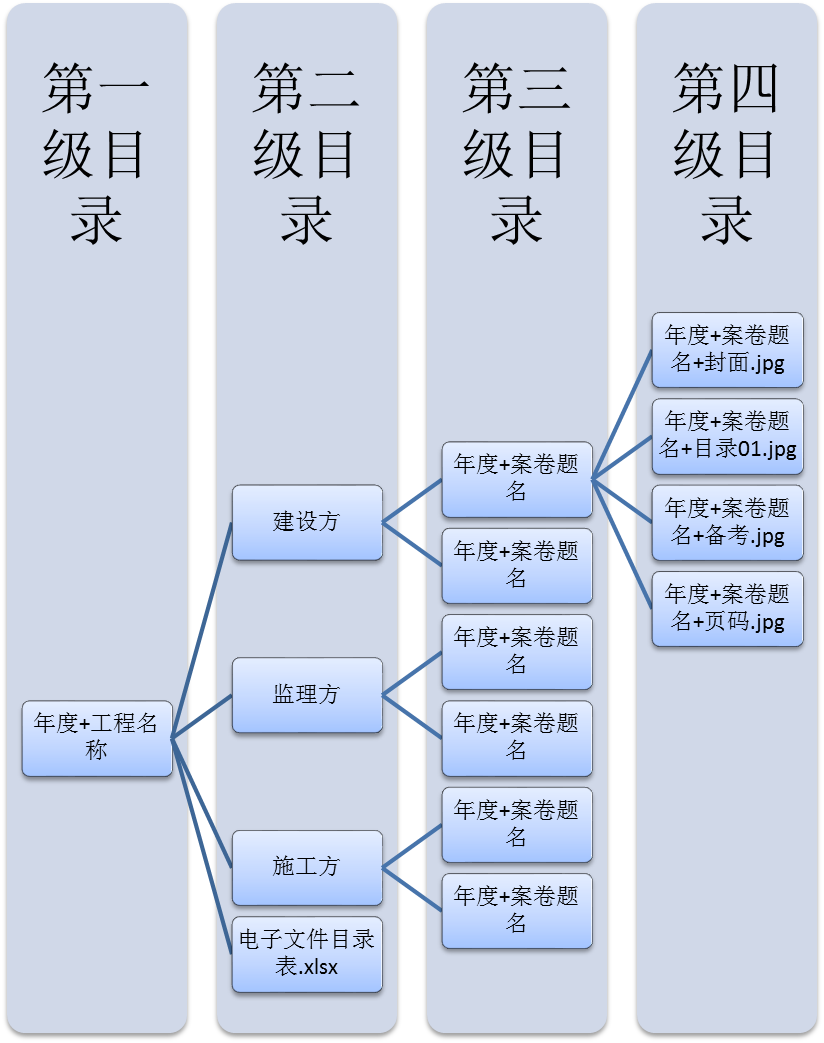 第一
级目
录
第二
级目
录
第三
级目
录
第四
级目
录
年度+工程名
称
建设方
监理方
施工方
电子文件目录
表.xlsx
年度+案卷题
名
年度+案卷题
名
年度+案卷题
名
年度+案卷题
名
年度+案卷题
名
年度+案卷题
名
年度+案卷题
名+封面.jpg
年度+案卷题
名+目录01.jpg
年度+案卷题
名+备考.jpg
年度+案卷题
名+页码.jpg